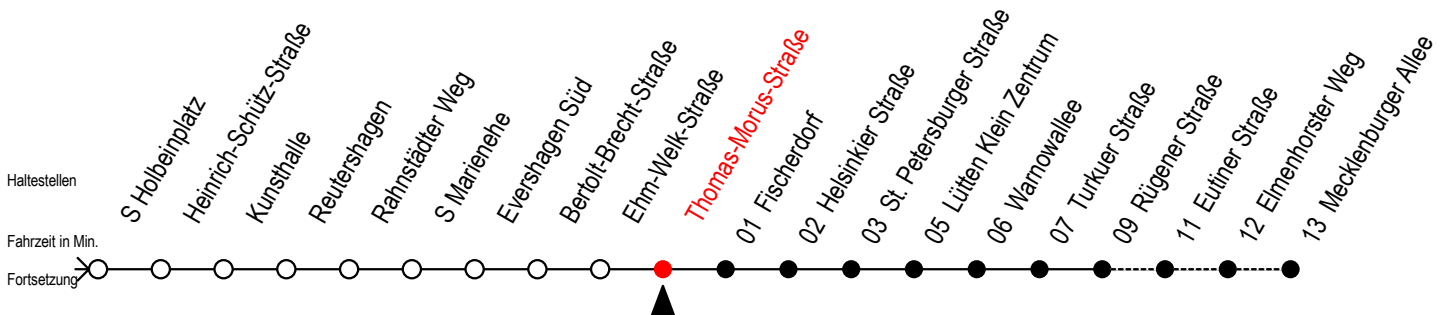 Haltestellen
Fahrzeit in Min.
Fortsetzung
S Holbeinplatz
Heinrich-Schütz-Straße
Kunsthalle
Reutershagen
Rahnstädter Weg
S Marienehe
Evershagen Süd
Bertolt-Brecht-Straße
Ehm-Welk-Straße
Thomas-Morus-Straße
01 Fischerdorf
02 Helsinkier Straße
03 St. Petersburger Straße
05 Lütten Klein Zentrum
06 Warnowallee
07 Turkuer Straße
09 Rügener Straße
11 Eutiner Straße
12 Elmenhorster Weg
13 Mecklenburger Allee